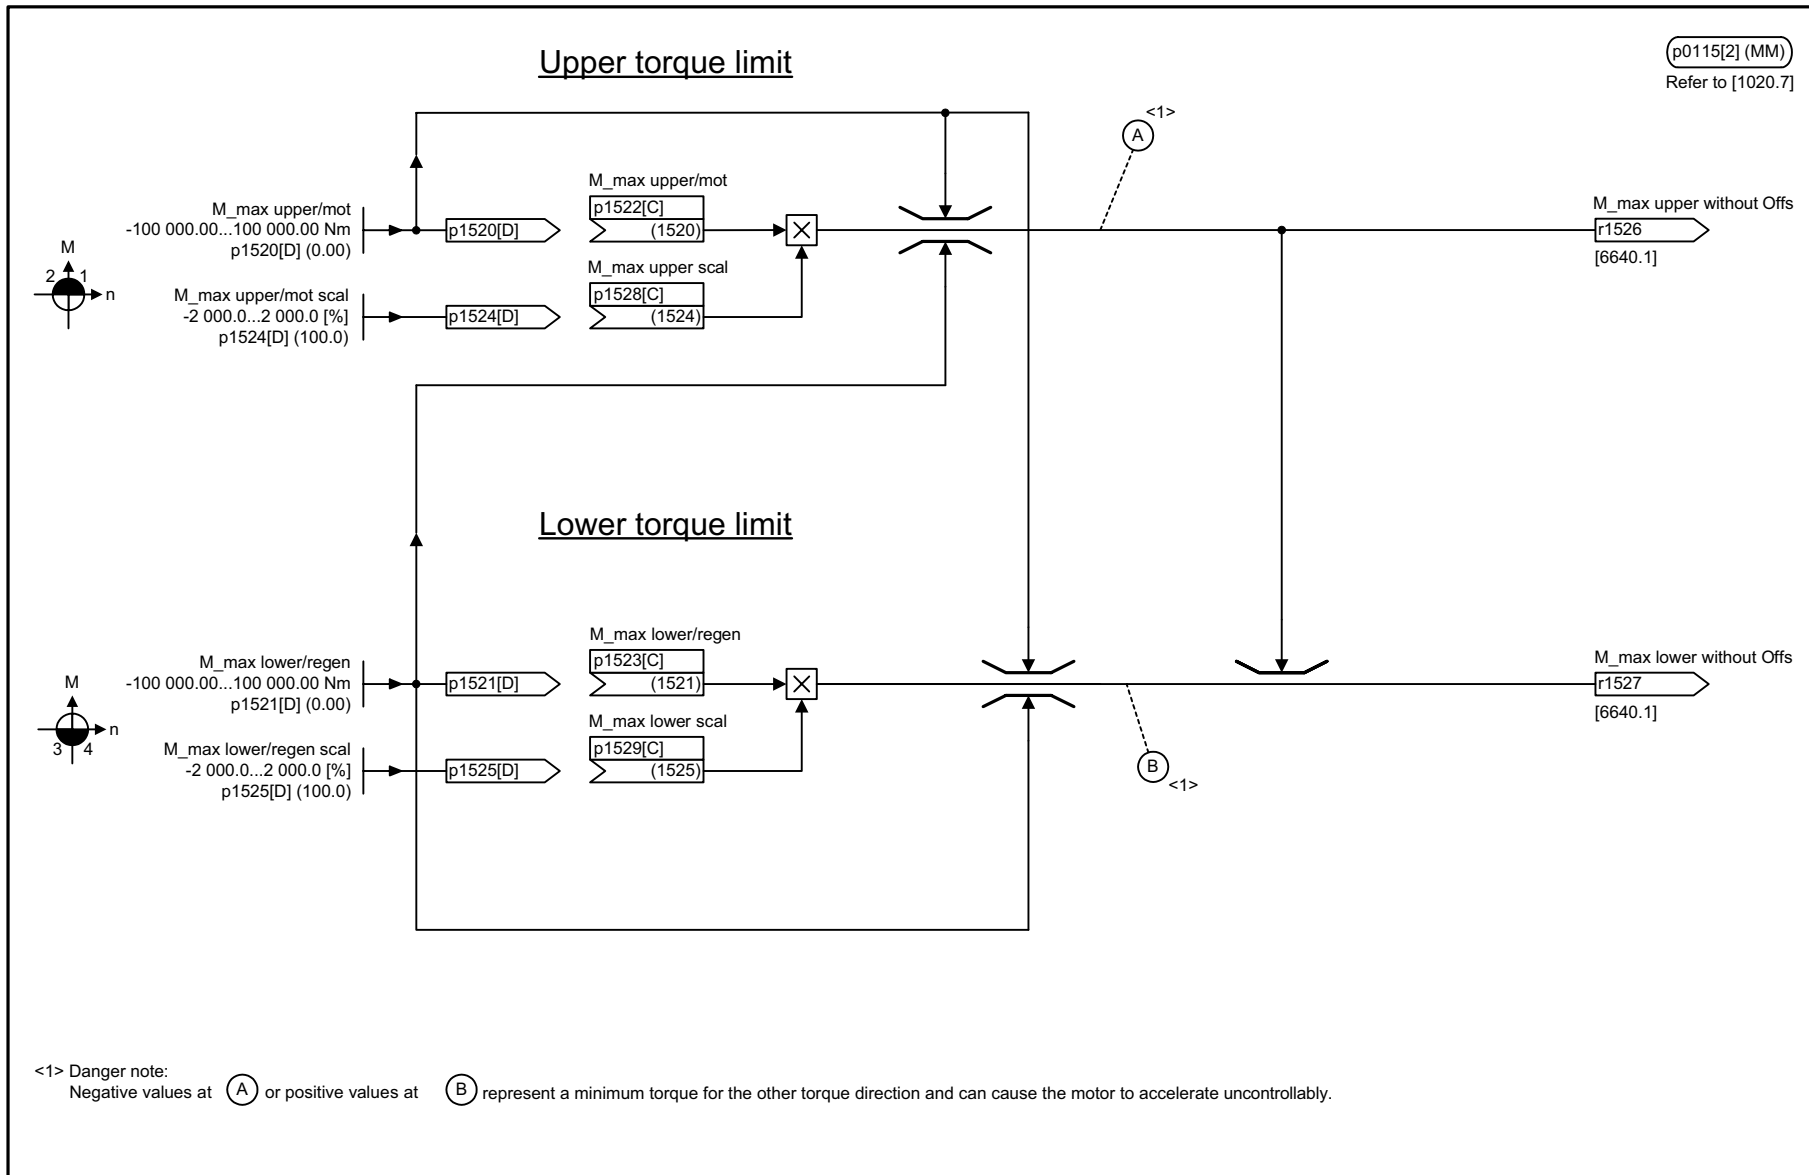 Upper torque limit
p0115[2] (MM)
Refer to [1020.7]
<1>
A
M_max upper/mot
-100 000.00...100 000.00 Nm
p1520[D] (0.00)
p1520[D]
M_max upper/mot
p1522[C]
(1520)
M_max upper without Offs
r1526
[6640.1]
M
2 1
n
M_max upper/mot scal
-2 000.0...2 000.0 [%]
p1524[D] (100.0)
p1524[D]
M_max upper scal
p1528[C]
(1524)
Lower torque limit
M_max lower/regen
-100 000.00...100 000.00 Nm
p1521[D] (0.00)
p1521[D]
M_max lower/regen
p1523[C]
(1521)
M_max lower without Offs
r1527
[6640.1]
M
n
3 4
M_max lower/regen scal
-2 000.0...2 000.0 [%]
p1525[D] (100.0)
p1525[D]
M_max lower scal
p1529[C]
(1525)
B
<1>
<1> Danger note:
Negative values at A or positive values at B represent a minimum torque for the other torque direction and can cause the motor to accelerate uncontrollably.